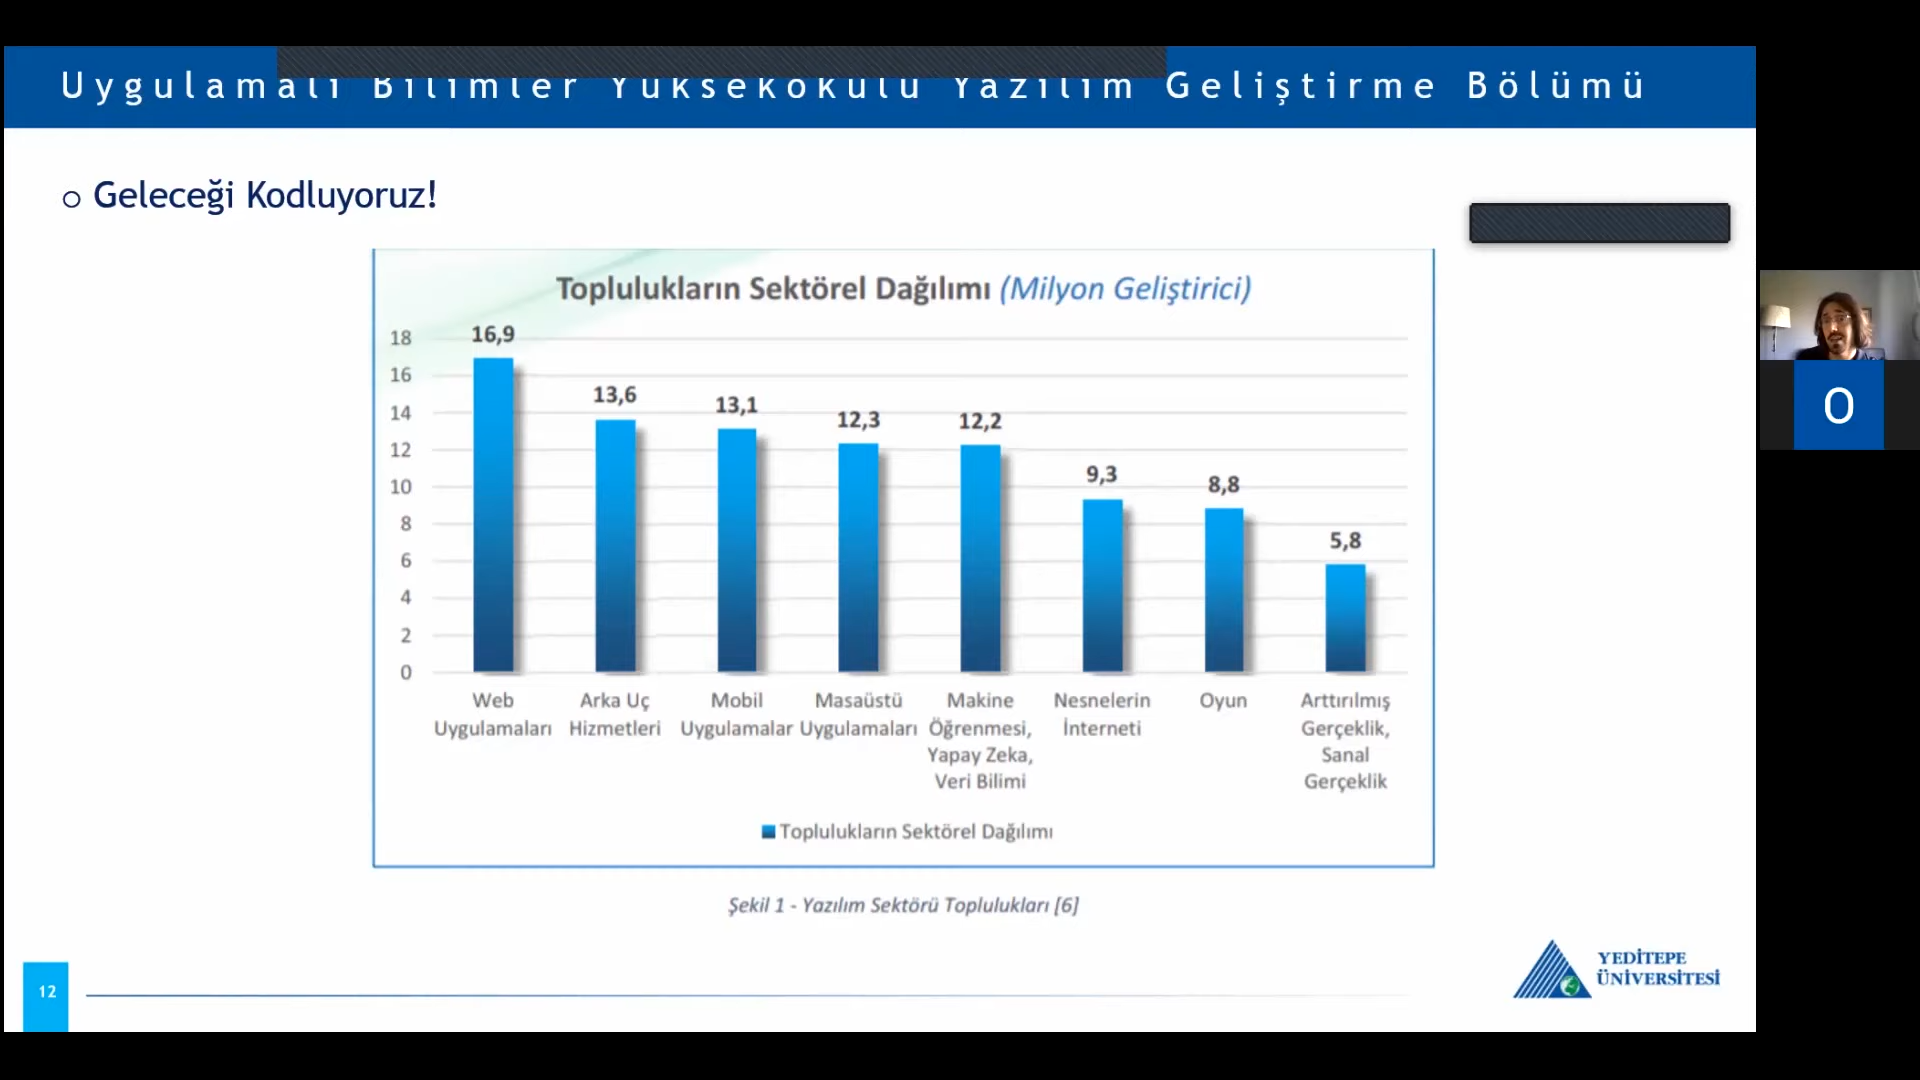 Uygulamalı Bilimler Yüksekokulu Yazılım Geliştirme Bölümü
o Geleceği Kodluyoruz!
Toplulukların Sektörel Dağılımı (Milyon Geliştirici)
18
16
14
12
10
8
6
4
2
0
16,9
13,6
13,1
12,3
12,2
9,3
8,8
5,8
Web
Uygulamaları
Arka Uç
Hizmetleri
Mobil
Uygulamalar
Masaüstü
Uygulamaları
Makine
Öğrenmesi,
Yapay Zeka,
Veri Bilimi
Nesnelerin
İnterneti
Oyun
Arttırılmış
Gerçeklik,
Sanal
Gerçeklik
Toplulukların Sektörel Dağılımı
Şekil 1 - Yazılım Sektörü Toplulukları [6]
12
YEDİTEPE
ÜNİVERSİTESİ
O